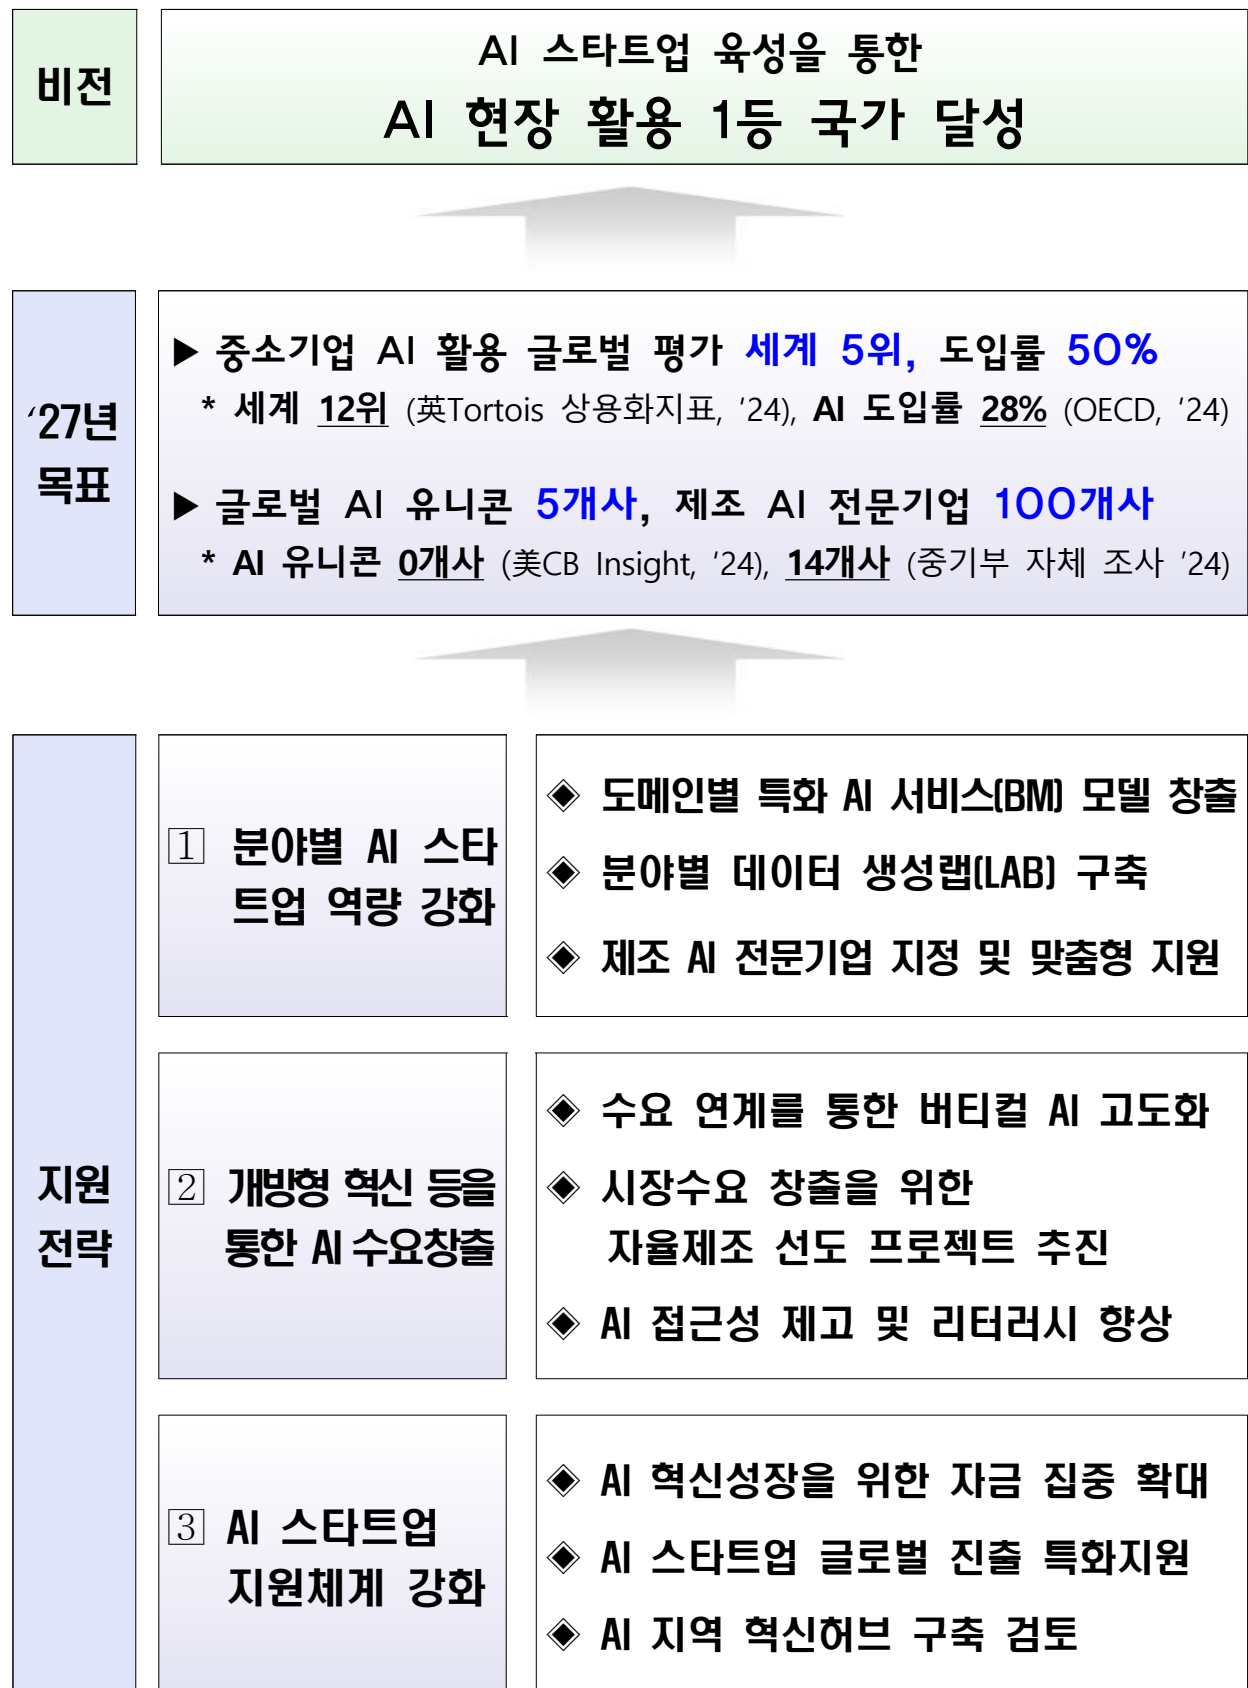 비전
AI 스타트업 육성을 통한
AI 현장 활용 1등 국가 달성
‘27년
목표
▶ 중소기업 AI 활용 글로벌 평가 세계 5위, 도입률 50%
* 세계 12위 (英Tortois 상용화지표, ’24), AI 도입률 28% (OECD, ’24)
▶ 글로벌 AI 유니콘 5개사, 제조 AI 전문기업 100개사
* AI 유니콘 0개사 (美CB Insight, ’24), 14개사 (중기부 자체 조사 ’24)
지원
전략
1 분야별 AI 스타
트업 역량 강화
◈ 도메인별 특화 AI 서비스(BM) 모델 창출
◈ 분야별 데이터 생성랩(LAB) 구축
◈ 제조 AI 전문기업 지정 및 맞춤형 지원
2 개방형 혁신 등을
통한 AI 수요창출
◈ 수요 연계를 통한 버티컬 AI 고도화
◈ 시장수요 창출을 위한
자율제조 선도 프로젝트 추진
◈ AI 접근성 제고 및 리터러시 향상
3 AI 스타트업
지원체계 강화
◈ AI 혁신성장을 위한 자금 집중 확대
◈ AI 스타트업 글로벌 진출 특화지원
◈ AI 지역 혁신허브 구축 검토